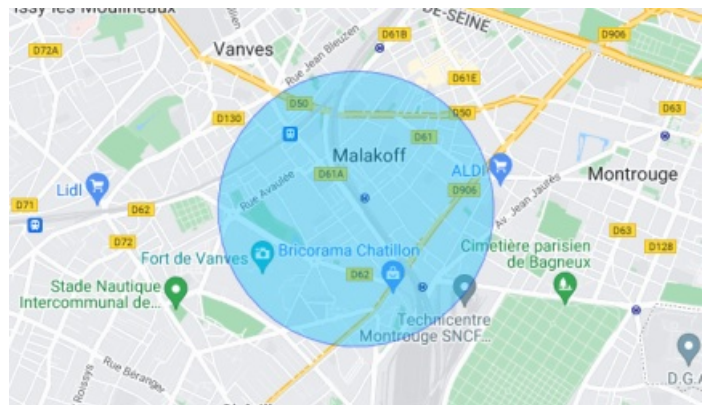 Issy les Moulineaux
DE-SEINE
D72A
Vanves
Rue Jean Bleuzen
D61B
D906
D61E
D50
D50
D63
D130
D61
Malakoff
D61A
ALDI
Montrouge
Lidl
Rue Avaulée
D906
Av. Jean Jaurès
D71
D62
D72
Fort de Vanves
Bricorama Chatillon
D63
D128
Cimetière parisien
de Bagneux
D62
Stade Nautique
Intercommunal de...
Technicentre
Montrouge SNCF...
Rue Béranger
Roissys
D.G.A